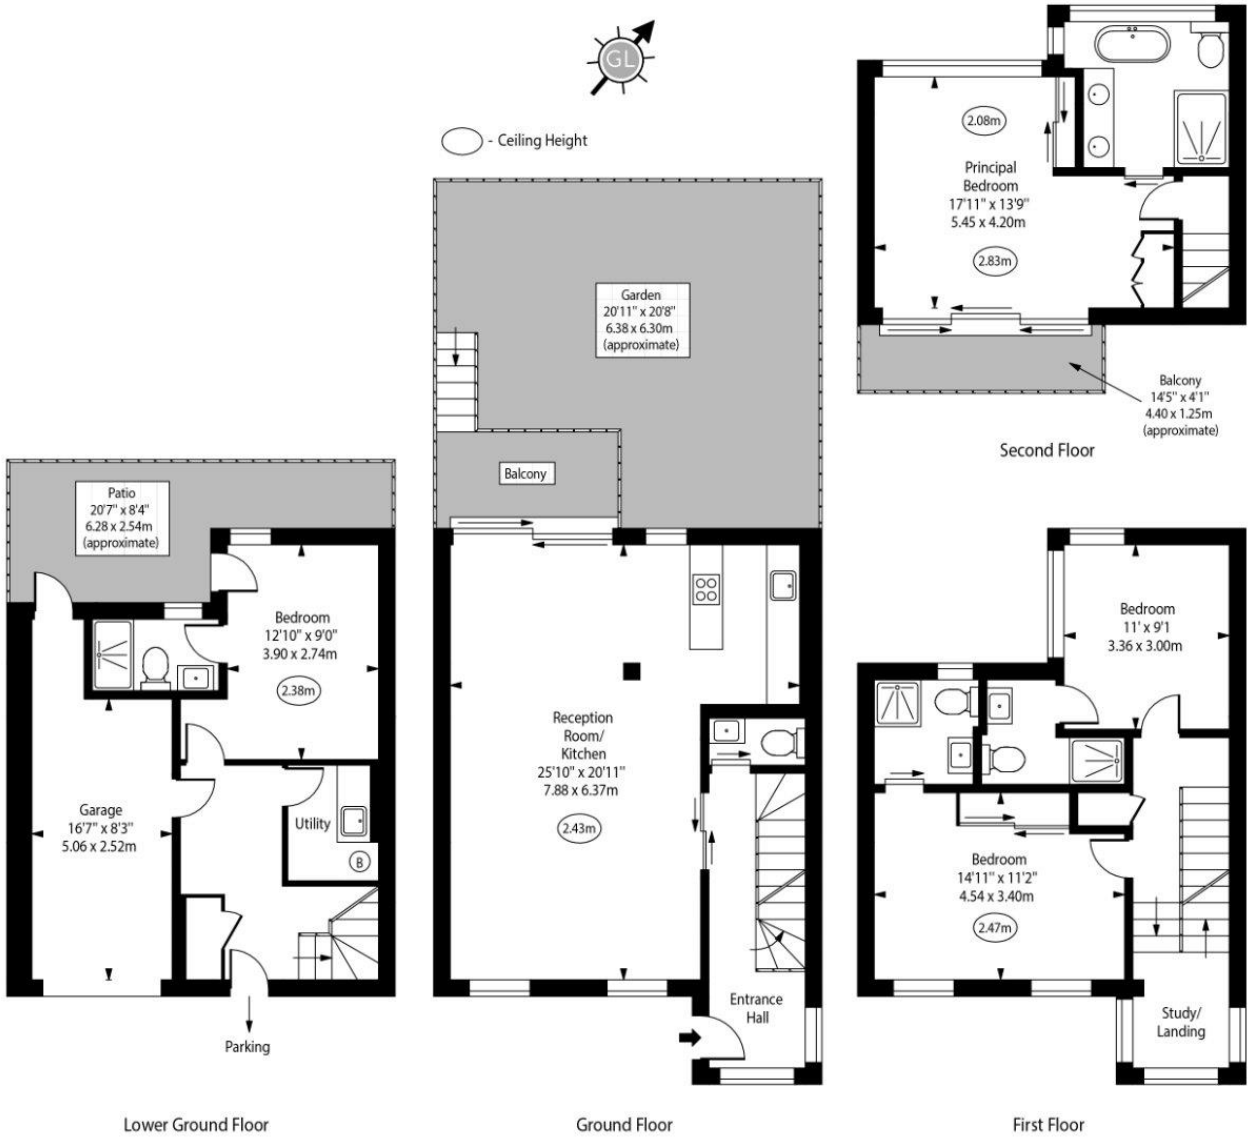 GL
- Ceiling Height
2.08m
Principal
Bedroom
17'11" x 13'9"
5.45 x 4.20m
2.83m
Balcony
14'5" x 4'1"
4.40 x 1.25m
(approximate)
Second Floor
Garden
20'11" x 20'8"
6.38 x 6.30m
(approximate)
Balcony
Patio
20'7" x 8'4"
6.28 x 2.54m
(approximate)
Bedroom
12'10" x 9'0"
3.90 x 2.74m
2.38m
Garage
16'7" x 8'3"
5.06 x 2.52m
Utility
B
Parking
Lower Ground Floor
Reception
Room/
Kitchen
25'10" x 20'11"
7.88 x 6.37m
2.43m
Entrance
Hall
Ground Floor
Bedroom
11' x 9'1
3.36 x 3.00m
Bedroom
14'11" x 11'2"
4.54 x 3.40m
2.47m
Study/
Landing
First Floor